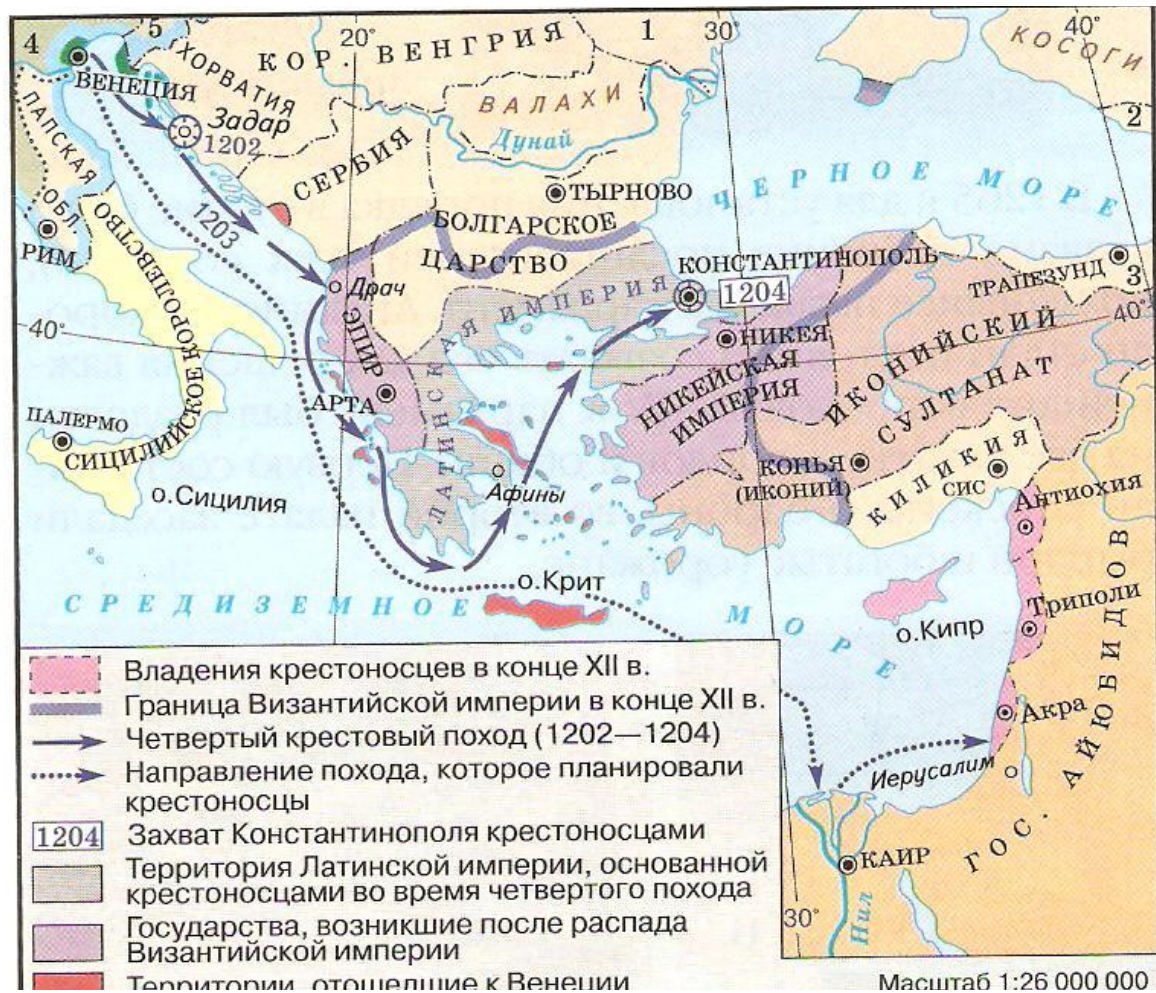 4
5
20°
1
30°
40°
КОР. ВЕНГРИЯ
КОСОГИ
ХОРВАТИЯ
ВЕНЕЦИЯ
ВАЛАХИ
2
Задар
1202
Дунай
ПАПСКАЯ
ОБЛ.
СЕРБИЯ
ТЫРНОВО
ЧЕРНОЕ МОРЕ
1203
БОЛГАРСКОЕ
ЦАРСТВО
РИМ
КОНСТАНТИНОПОЛЬ
1204
ТРАПЕЗУНД
3
Драч
ЛАТИНСКАЯ ИМПЕРИЯ
40°
40°
ЭПИР
НИКЕЯ
СИЦИЛИЙСКОЕ КОРОЛЕВСТВО
НИКЕЙСКАЯ
ИМПЕРИЯ
ИКОНИЙСКИЙ
СУЛТАНАТ
АРТА
ПАЛЕРМО
КОНЬЯ
(ИКОНИЙ)
КИЛИКИЯ
СИС
Афины
о.Сицилия
АНТИОХИЯ
о.Крит
СРЕДИЗЕМНОЕ МОРЕ
Триполи
о.Кипр
Акра
Иерусалим
ГОС. АЙЮБИДОВ
КАИР
30°
Нил
Владения крестоносцев в конце XII в.
Граница Византийской империи в конце XII в.
Четвертый крестовый поход (1202—1204)
Направление похода, которое планировали
крестоносцы
1204 Захват Константинополя крестоносцами
Территория Латинской империи, основанной
крестоносцами во время четвертого похода
Государства, возникшие после распада
Византийской империи
Территории, отошедшие к Венеции
Масштаб 1:26 000 000